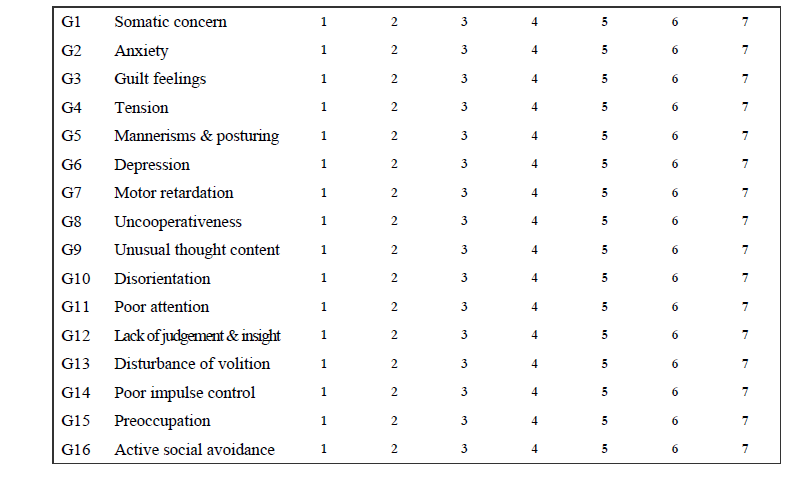 G1 Somatic concern 1 2 3 4 5 6 7
G2 Anxiety 1 2 3 4 5 6 7
G3 Guilt feelings 1 2 3 4 5 6 7
G4 Tension 1 2 3 4 5 6 7
G5 Mannerisms & posturing 1 2 3 4 5 6 7
G6 Depression 1 2 3 4 5 6 7
G7 Motor retardation 1 2 3 4 5 6 7
G8 Uncooperativeness 1 2 3 4 5 6 7
G9 Unusual thought content 1 2 3 4 5 6 7
G10 Disorientation 1 2 3 4 5 6 7
G11 Poor attention 1 2 3 4 5 6 7
G12 Lack of judgement & insight 1 2 3 4 5 6 7
G13 Disturbance of volition 1 2 3 4 5 6 7
G14 Poor impulse control 1 2 3 4 5 6 7
G15 Preoccupation 1 2 3 4 5 6 7
G16 Active social avoidance 1 2 3 4 5 6 7